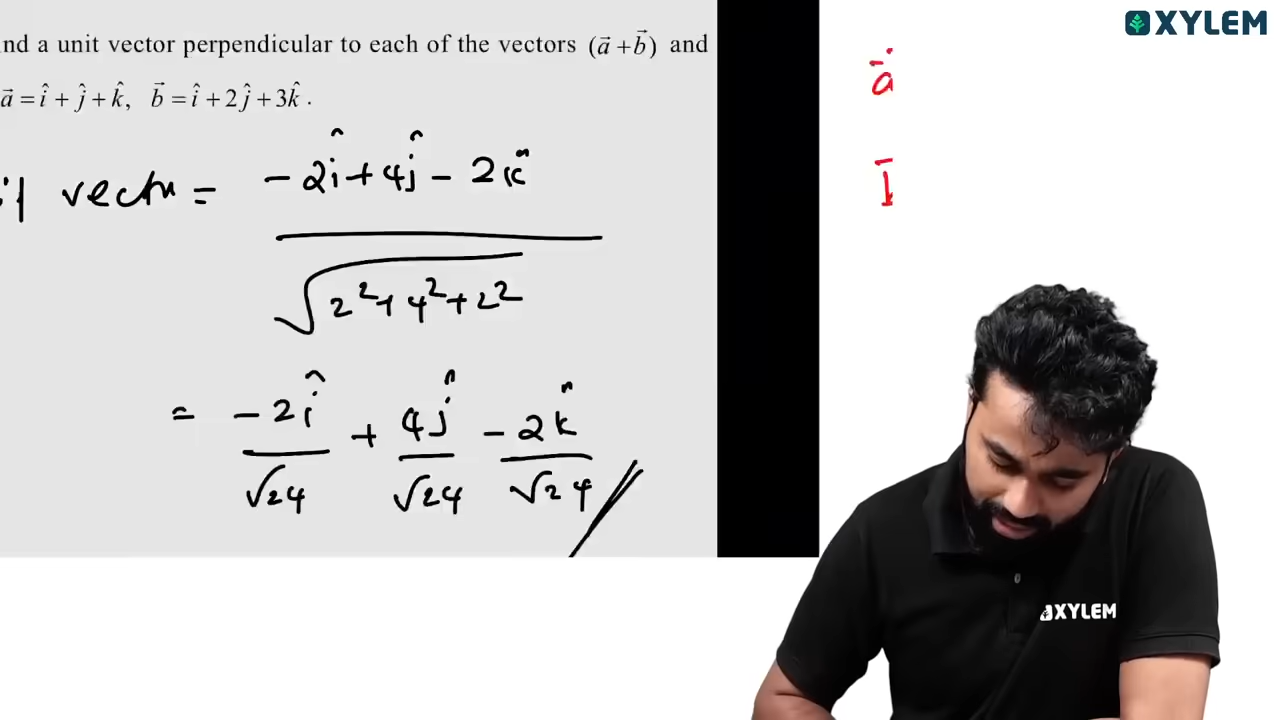 XYLEM
nd a unit vector perpendicular to each of the vectors (a⃗ + b⃗) and
a⃗ = î + ĵ + k̂, b⃗ = î + 2ĵ + 3k̂ .
vectr = -2î + 4ĵ - 2k̂
√2² + 4² + 2²
= -2î/√24 + 4ĵ/√24 - 2k̂/√24 //
a⃗
XYLEM